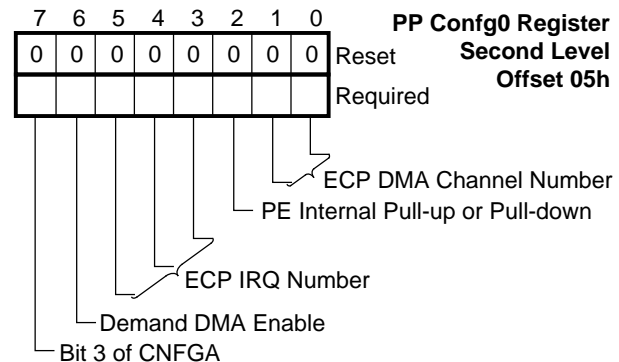 7 6 5 4 3 2 1 0
PP Confg0 Register
Second Level
Offset 05h
0 0 0 0 0 0 0 0 Reset
Required
ECP DMA Channel Number
PE Internal Pull-up or Pull-down
ECP IRQ Number
Demand DMA Enable
Bit 3 of CNFGA